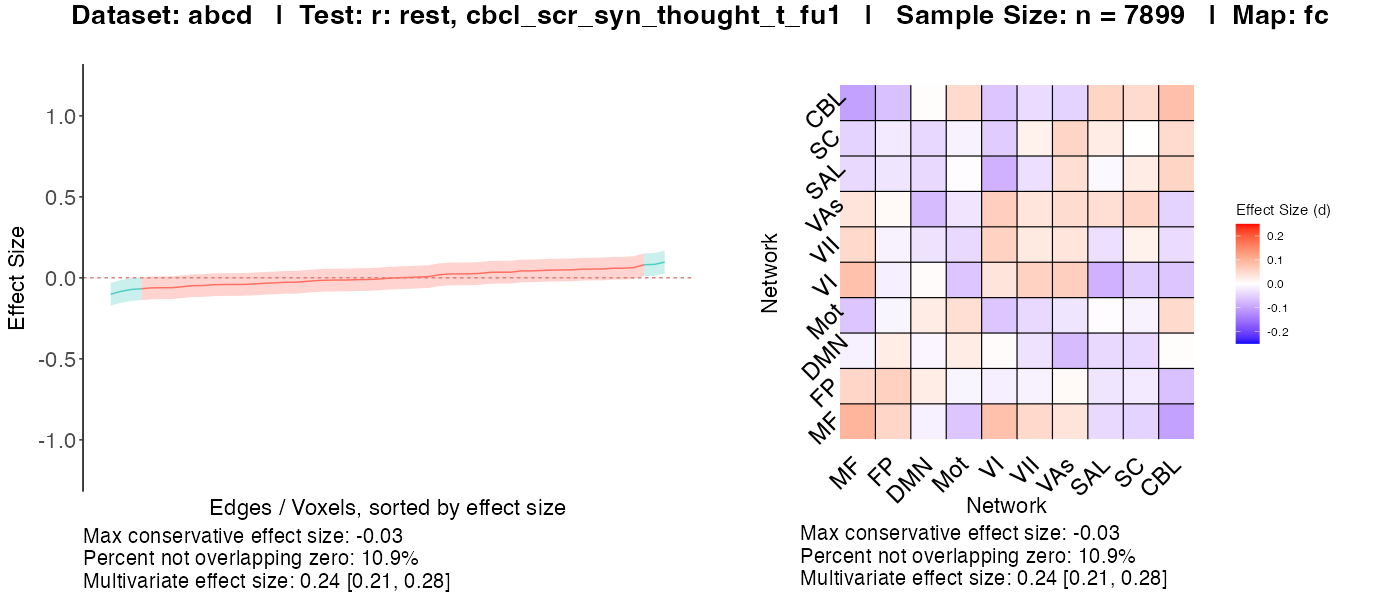 Dataset: abcd | Test: r: rest, cbcl_scr_syn_thought_t_fu1 | Sample Size: n = 7899 | Map: fc
Effect Size
1.0
0.5
0.0
-0.5
-1.0
Edges / Voxels, sorted by effect size
Max conservative effect size: -0.03
Percent not overlapping zero: 10.9%
Multivariate effect size: 0.24 [0.21, 0.28]
Network
CBL
SC
SAL
VAs
VII
VI
Mot
DMN
FP
MF
MF FP DMN Mot VI VII VAs SAL SC CBL
Network
Max conservative effect size: -0.03
Percent not overlapping zero: 10.9%
Multivariate effect size: 0.24 [0.21, 0.28]
Effect Size (d)
0.2
0.1
0.0
-0.1
-0.2